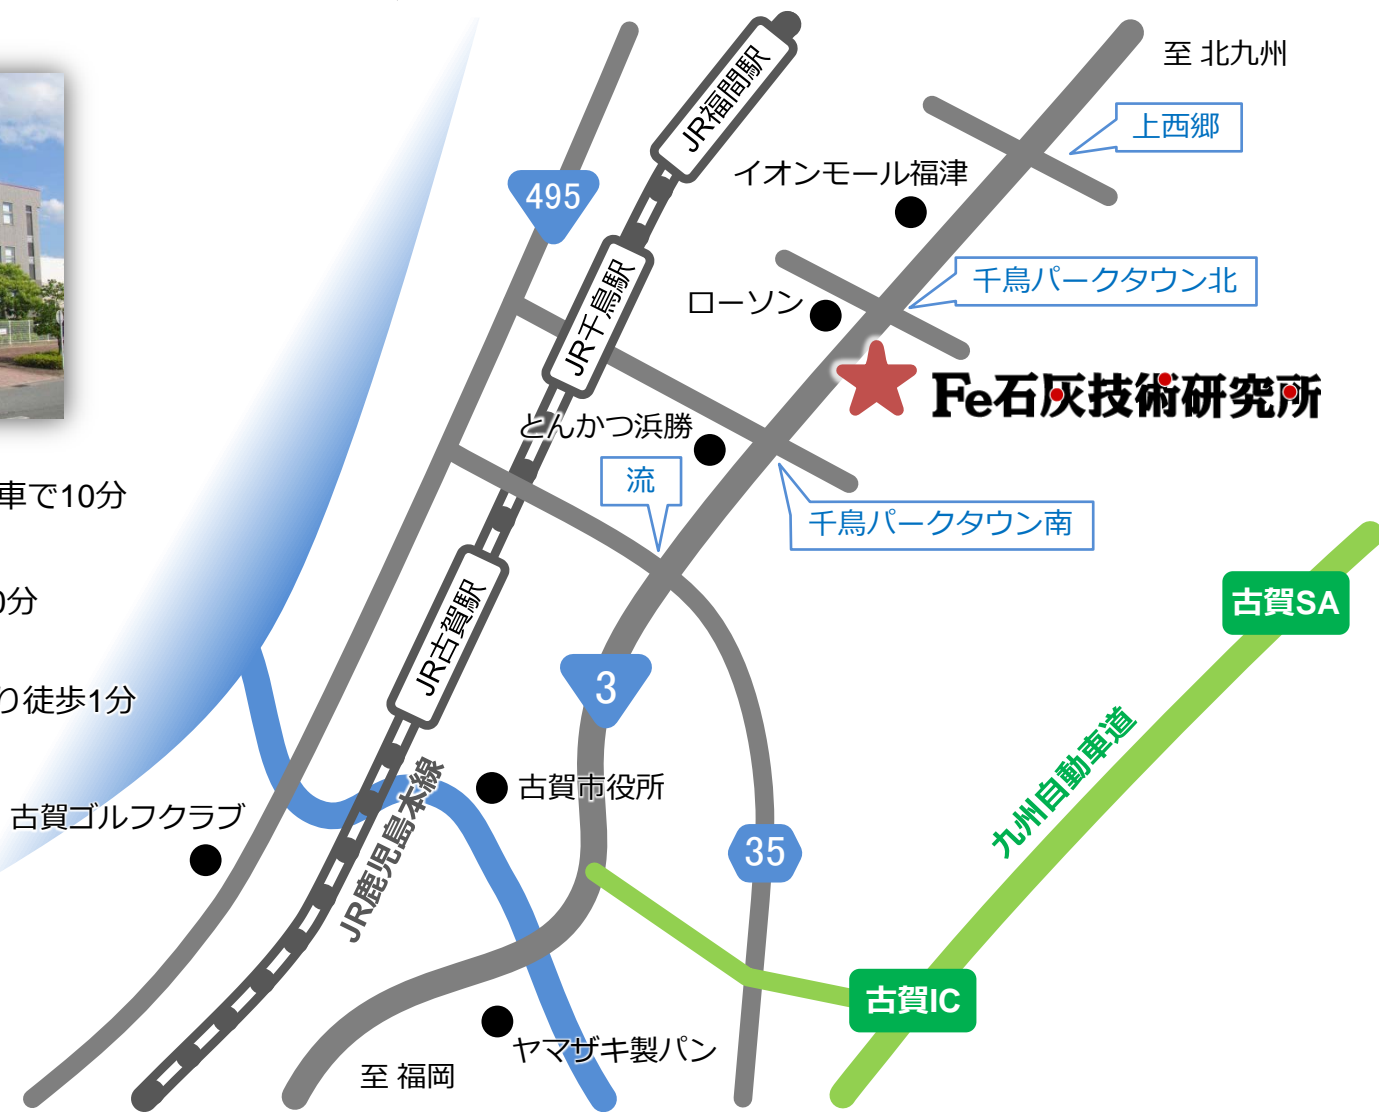 至 北九州
上西郷
JR福間駅
イオンモール福津
495
千鳥パークタウン北
JR千鳥駅
ローソン
Fe石灰技術研究所
とんかつ浜勝
流
車で10分
千鳥パークタウン南
0分
古賀SA
JR古賀駅
3
り徒歩1分
九州自動車道
古賀市役所
古賀ゴルフクラブ
JR鹿児島本線
35
古賀IC
ヤマザキ製パン
至 福岡